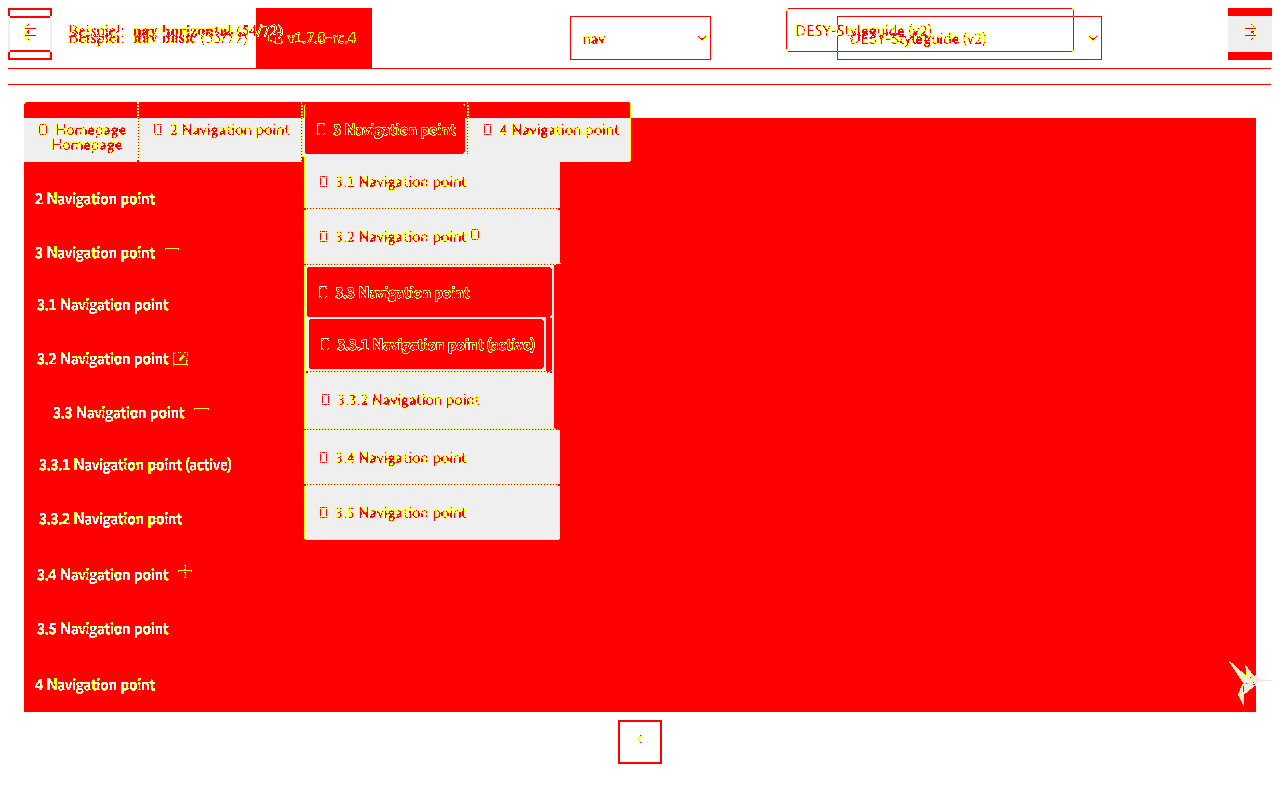 Beispiel: nav horizontal (54/72)
Beispiel: nav basic (53/77)
v1.7.0-rc.4
nav
DESY-Styleguide (v2)
DESY-Styleguide (v2)
Homepage
2 Navigation point
3 Navigation point
4 Navigation point
Homepage
3.1 Navigation point
2 Navigation point
3.2 Navigation point
3 Navigation point
3.3 Navigation point
3.1 Navigation point
3.3.1 Navigation point (active)
3.2 Navigation point
3.3.2 Navigation point
3.3 Navigation point
3.4 Navigation point
3.3.1 Navigation point (active)
3.5 Navigation point
3.3.2 Navigation point
3.4 Navigation point
3.5 Navigation point
4 Navigation point